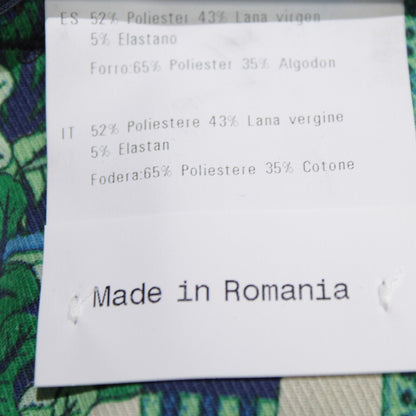 ES 52% Poliester 43% Lana virgen
5% Elastano
Forro:65% Poliester 35% Algodon
IT 52% Poliestere 43% Lana vergine
5% Elastan
Fodera:65% Poliestere 35% Cotone
Made in Romania